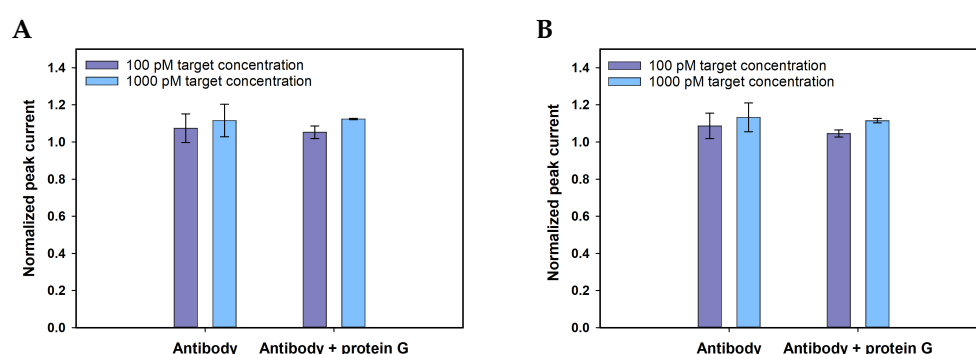 A
Normalized peak current
1.4
1.2
1.0
0.8
0.6
0.4
0.2
0.0
100 pM target concentration
1000 pM target concentration
Antibody
Antibody + protein G
B
Normalized peak current
1.4
1.2
1.0
0.8
0.6
0.4
0.2
0.0
100 pM target concentration
1000 pM target concentration
Antibody
Antibody + protein G